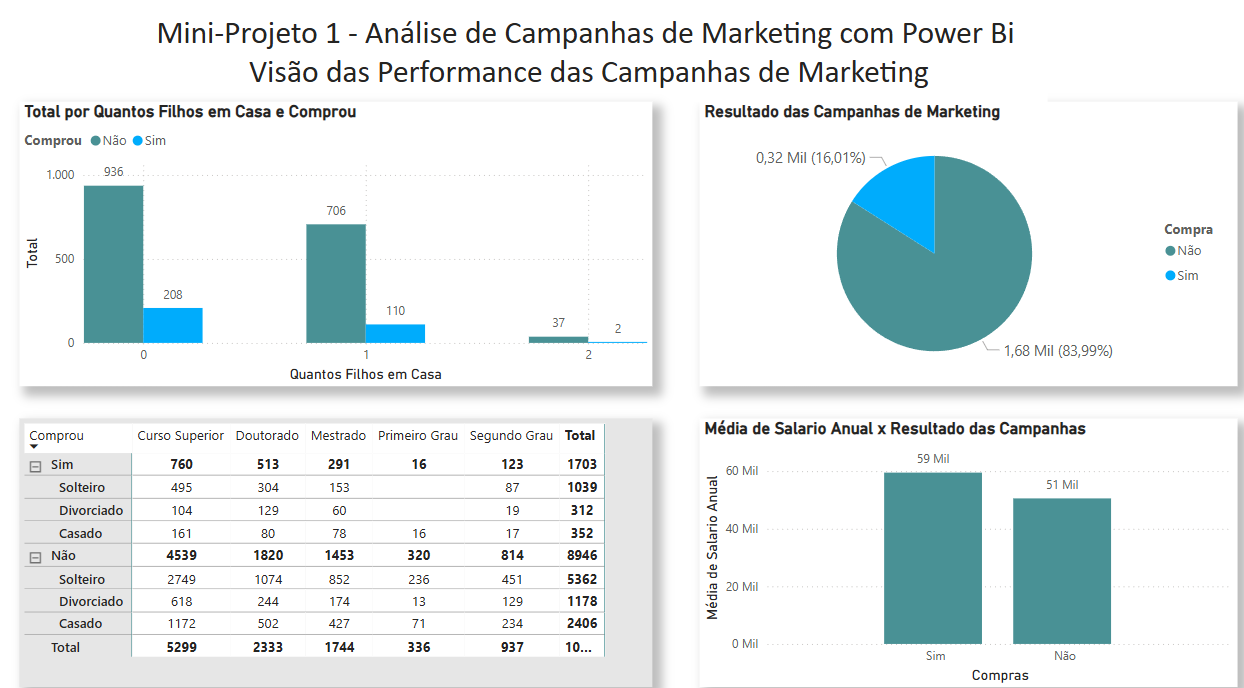 Mini-Projeto 1 - Análise de Campanhas de Marketing com Power Bi
Visão das Performance das Campanhas de Marketing
Total por Quantos Filhos em Casa e Comprou
Comprou Não Sim
1.000
500
0
Total
936
208
706
110
37
2
0 1 2
Quantos Filhos em Casa
Resultado das Campanhas de Marketing
0,32 Mil (16,01%)
1,68 Mil (83,99%)
Compra
Não
Sim
Comprou Curso Superior Doutorado Mestrado Primeiro Grau Segundo Grau Total
Sim 760 513 291 16 123 1703
Solteiro 495 304 153 87 1039
Divorciado 104 129 60 19 312
Casado 161 80 78 16 17 352
Não 4539 1820 1453 320 814 8946
Solteiro 2749 1074 852 236 451 5362
Divorciado 618 244 174 13 129 1178
Casado 1172 502 427 71 234 2406
Total 5299 2333 1744 336 937 10...
Média de Salario Anual x Resultado das Campanhas
60 Mil
40 Mil
20 Mil
0 Mil
Média de Salario Anual
59 Mil
51 Mil
Sim Não
Compras